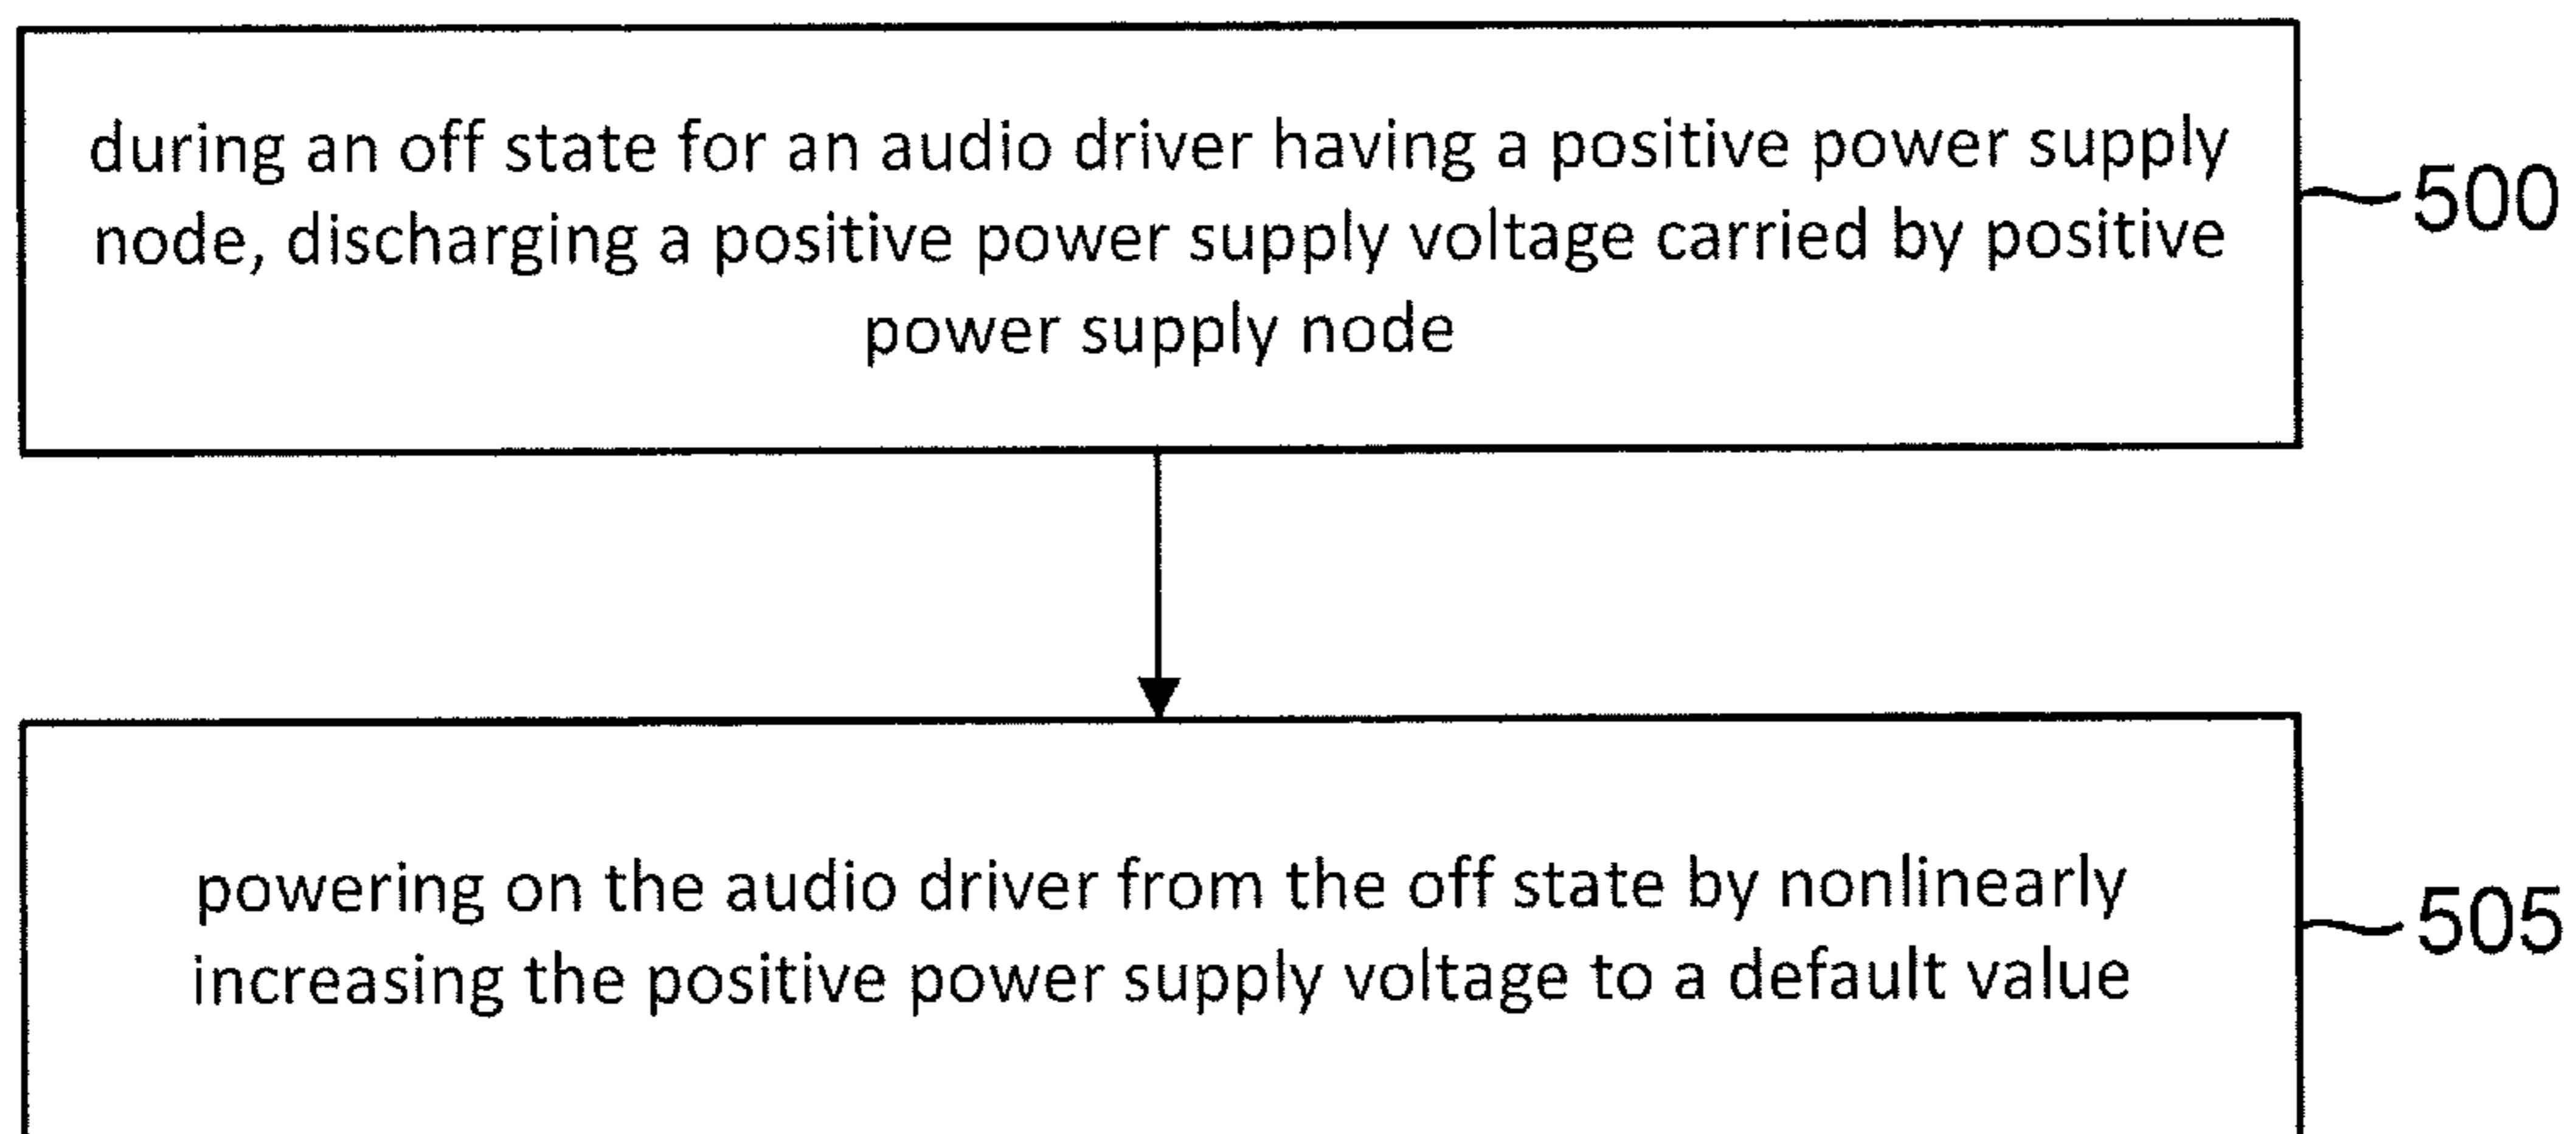 during an off state for an audio driver having a positive power supply
node, discharging a positive power supply voltage carried by positive
power supply node
500
powering on the audio driver from the off state by nonlinearly
increasing the positive power supply voltage to a default value
505